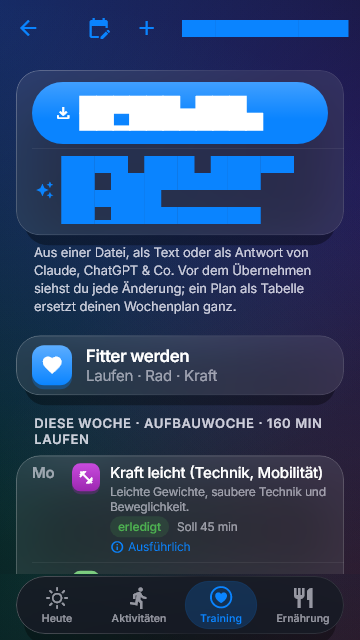 Aus einer Datei, als Text oder als Antwort von
Claude, ChatGPT & Co. Vor dem Übernehmen
siehst du jede Änderung; ein Plan als Tabelle
ersetzt deinen Wochenplan ganz.
Fitter werden
Laufen · Rad · Kraft
DIESE WOCHE · AUFBAUWOCHE · 160 MIN
LAUFEN
Mo
Kraft leicht (Technik, Mobilität)
Leichte Gewichte, saubere Technik und
Beweglichkeit.
erledigt Soll 45 min
Ausführlich
Heute Aktivitäten Training Ernährung